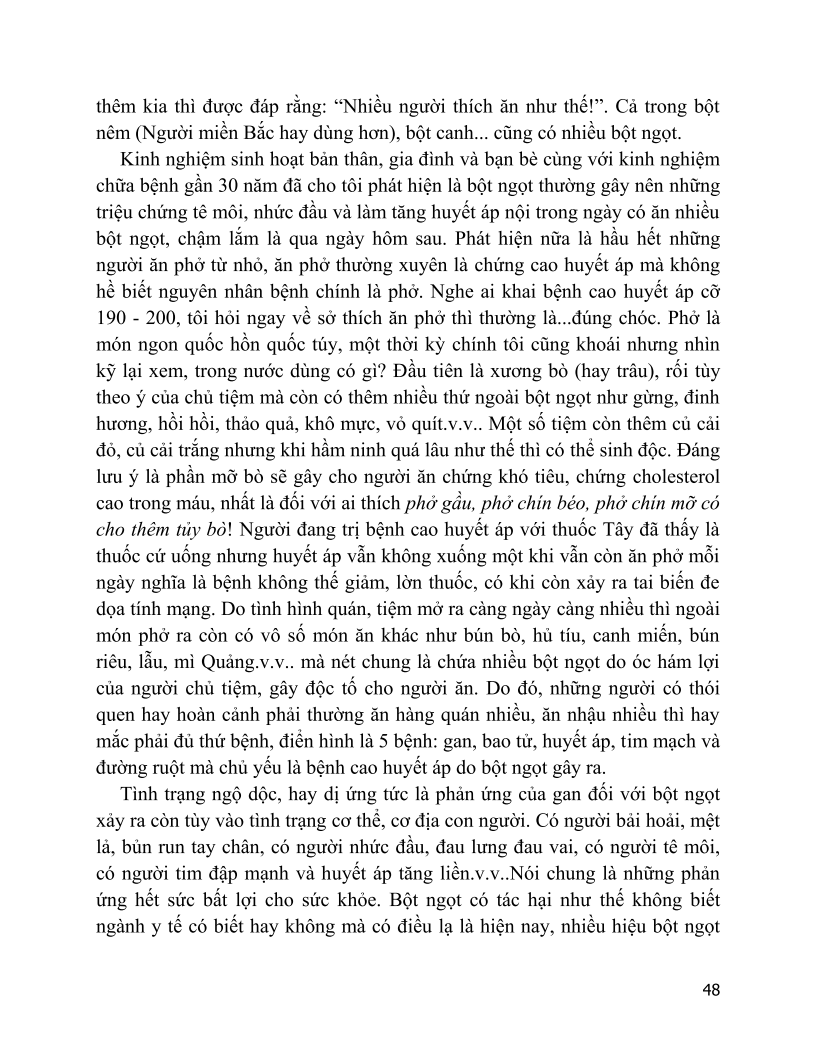 thêm kia thì được đáp rằng: “Nhiều người thích ăn như thế!”. Cả trong bột
nêm (Người miền Bắc hay dùng hơn), bột canh... cũng có nhiều bột ngọt.
Kinh nghiệm sinh hoạt bản thân, gia đình và bạn bè cùng với kinh nghiệm
chữa bệnh gần 30 năm đã cho tôi phát hiện là bột ngọt thường gây nên những
triệu chứng tê môi, nhức đầu và làm tăng huyết áp nội trong ngày có ăn nhiều
bột ngọt, chậm lắm là qua ngày hôm sau. Phát hiện nữa là hầu hết những
người ăn phở từ nhỏ, ăn phở thường xuyên là chứng cao huyết áp mà không
hề biết nguyên nhân bệnh chính là phở. Nghe ai khai bệnh cao huyết áp cỡ
190 - 200, tôi hỏi ngay về sở thích ăn phở thì thường là...đúng chóc. Phở là
món ngon quốc hồn quốc túy, một thời kỳ chính tôi cũng khoái nhưng nhìn
kỹ lại xem, trong nước dùng có gì? Đầu tiên là xương bò (hay trâu), rối tùy
theo ý của chủ tiệm mà còn có thêm nhiều thứ ngoài bột ngọt như gừng, đinh
hương, hồi hồi, thảo quả, khô mực, vỏ quít.v.v.. Một số tiệm còn thêm củ cải
đỏ, củ cải trắng nhưng khi hầm ninh quá lâu như thế thì có thể sinh độc. Đáng
lưu ý là phần mỡ bò sẽ gây cho người ăn chứng khó tiêu, chứng cholesterol
cao trong máu, nhất là đối với ai thích phở gầu, phở chín béo, phở chín mỡ có
cho thêm tủy bò! Người đang trị bệnh cao huyết áp với thuốc Tây đã thấy là
thuốc cứ uống nhưng huyết áp vẫn không xuống một khi vẫn còn ăn phở mỗi
ngày nghĩa là bệnh không thể giảm, lờn thuốc, có khi còn xảy ra tai biến đe
dọa tính mạng. Do tình hình quán, tiệm mở ra càng ngày càng nhiều thì ngoài
món phở ra còn có vô số món ăn khác như bún bò, hủ tíu, canh miến, bún
riêu, lẫu, mì Quảng.v.v.. mà nét chung là chứa nhiều bột ngọt do óc hám lợi
của người chủ tiệm, gây độc tố cho người ăn. Do đó, những người có thói
quen hay hoàn cảnh phải thường ăn hàng quán nhiều, ăn nhậu nhiều thì hay
mắc phải đủ thứ bệnh, điển hình là 5 bệnh: gan, bao tử, huyết áp, tim mạch và
đường ruột mà chủ yếu là bệnh cao huyết áp do bột ngọt gây ra.
Tình trạng ngộ dộc, hay dị ứng tức là phản ứng của gan đối với bột ngọt
xảy ra còn tùy vào tình trạng cơ thể, cơ địa con người. Có người bải hoải, mệt
lả, bủn run tay chân, có người nhức đầu, đau lưng đau vai, có người tê môi,
có người tim đập mạnh và huyết áp tăng liền.v.v..Nói chung là những phản
ứng hết sức bất lợi cho sức khỏe. Bột ngọt có tác hại như thế không biết
ngành y tế có biết hay không mà có điều lạ là hiện nay, nhiều hiệu bột ngọt
48